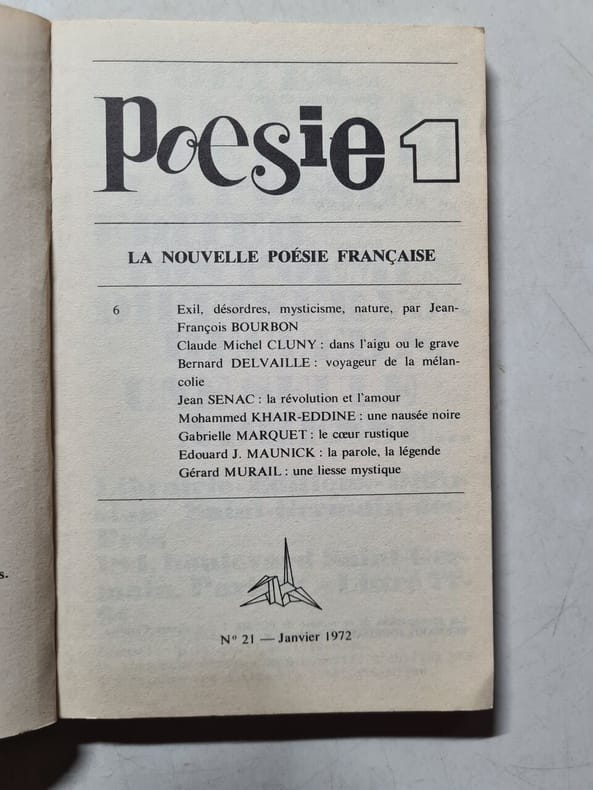 poesie 1
LA NOUVELLE POÉSIE FRANÇAISE
6 Exil, désordres, mysticisme, nature, par Jean-
François BOURBON
Claude Michel CLUNY : dans l'aigu ou le grave
Bernard DELVAILLE : voyageur de la mélan-
colie
Jean SENAC : la révolution et l'amour
Mohammed KHAIR-EDDINE : une nausée noire
Gabrielle MARQUET : le cœur rustique
Edouard J. MAUNICK : la parole, la légende
Gérard MURAIL : une liesse mystique
s.
N° 21 — Janvier 1972